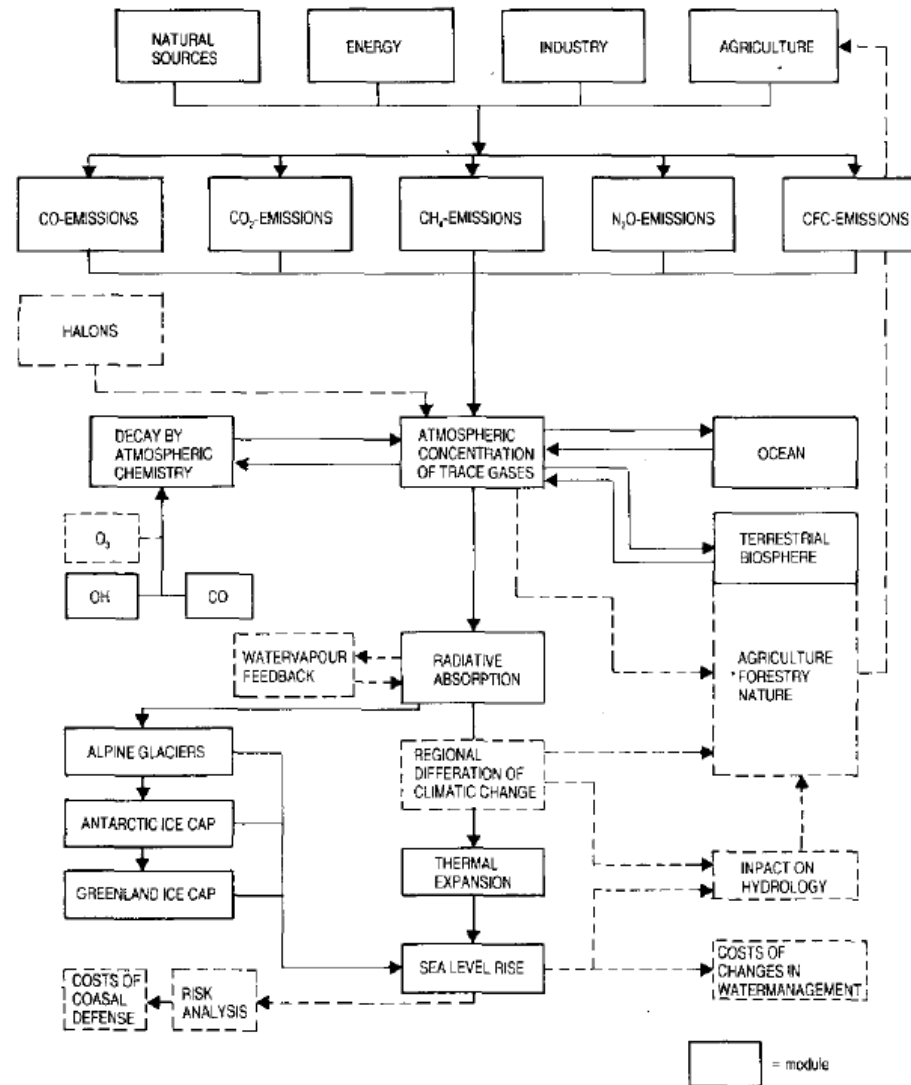 NATURAL
SOURCES
ENERGY
INDUSTRY
AGRICULTURE
CO-EMISSIONS
CO₂-EMISSIONS
CH₄-EMISSIONS
N₂O-EMISSIONS
CFC-EMISSIONS
HALONS
DECAY BY
ATMOSPHERIC
CHEMISTRY
ATMOSPHERIC
CONCENTRATION
OF TRACE GASES
OCEAN
O₃
TERRESTRIAL
BIOSPHERE
OH
CO
WATERVAPOUR
FEEDBACK
RADIATIVE
ABSORPTION
AGRICULTURE
FORESTRY
NATURE
ALPINE GLACIERS
REGIONAL
DIFFERATION OF
CLIMATIC CHANGE
ANTARCTIC ICE CAP
THERMAL
EXPANSION
INPACT ON
HYDROLOGY
GREENLAND ICE CAP
SEA LEVEL RISE
COSTS OF
CHANGES IN
WATERMANAGEMENT
COSTS OF
COASAL
DEFENSE
RISK
ANALYSIS
= module